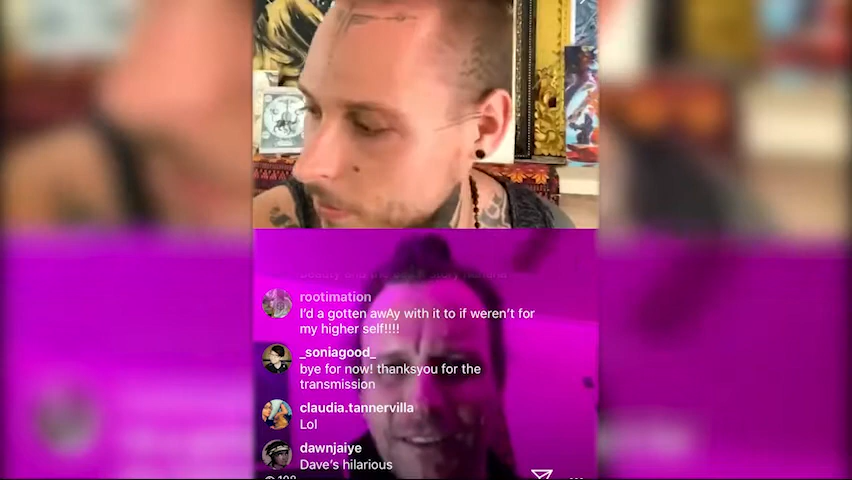 rootimation
I'd a gotten awAy with it to if weren't for
my higher self!!!!
_soniagood_
bye for now! thanksyou for the
transmission
claudia.tannervilla
Lol
dawnjaiye
Dave's hilarious